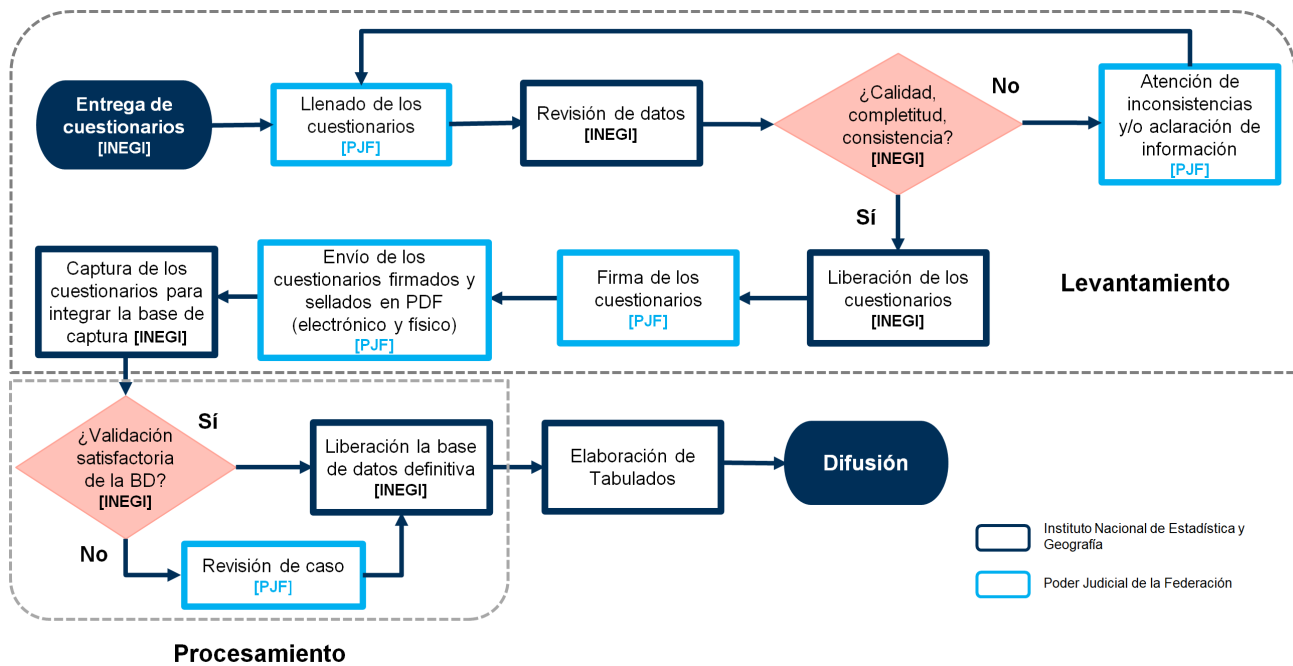 Entrega de
cuestionarios
[INEGI]
Llenado de los
cuestionarios
[PJF]
Revisión de datos
[INEGI]
¿Calidad,
completitud,
consistencia?
[INEGI]
No
Atención de
inconsistencias
y/o aclaración de
información
[PJF]
Sí
Captura de los
cuestionarios para
integrar la base de
captura [INEGI]
Envío de los
cuestionarios firmados y
sellados en PDF
(electrónico y físico)
[PJF]
Firma de los
cuestionarios
[PJF]
Liberación de los
cuestionarios
[INEGI]
Levantamiento
¿Validación
satisfactoria
de la BD?
[INEGI]
Sí
Liberación la base
de datos definitiva
[INEGI]
Elaboración de
Tabulados
Difusión
No
Revisión de caso
[PJF]
Instituto Nacional de Estadística y
Geografía
Poder Judicial de la Federación
Procesamiento